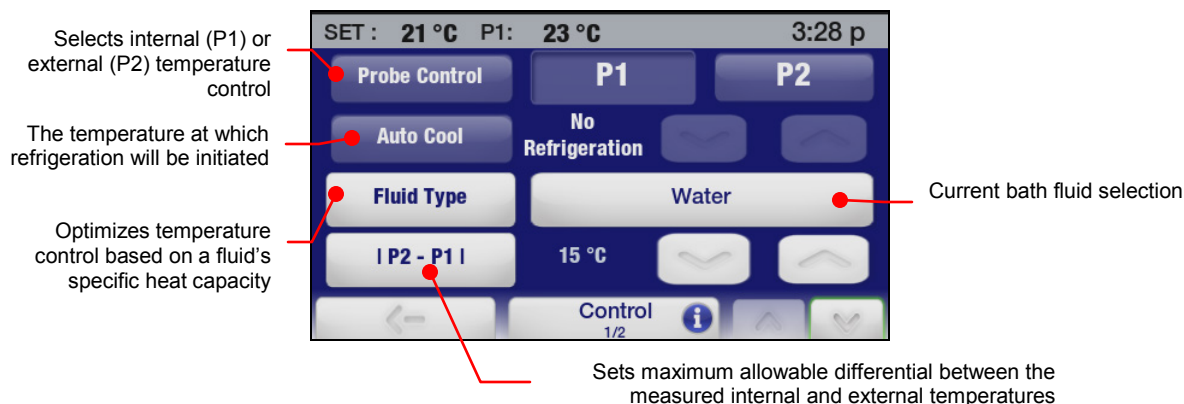 Selects internal (P1) or
external (P2) temperature
control
The temperature at which
refrigeration will be initiated
Optimizes temperature
control based on a fluid's
specific heat capacity
SET : 21 °C P1: 23 °C 3:28 p
Probe Control P1 P2
Auto Cool No
Refrigeration
Fluid Type Water
I P2 - P1 I 15 °C
Control
1/2
i
Current bath fluid selection
Sets maximum allowable differential between the
measured internal and external temperatures